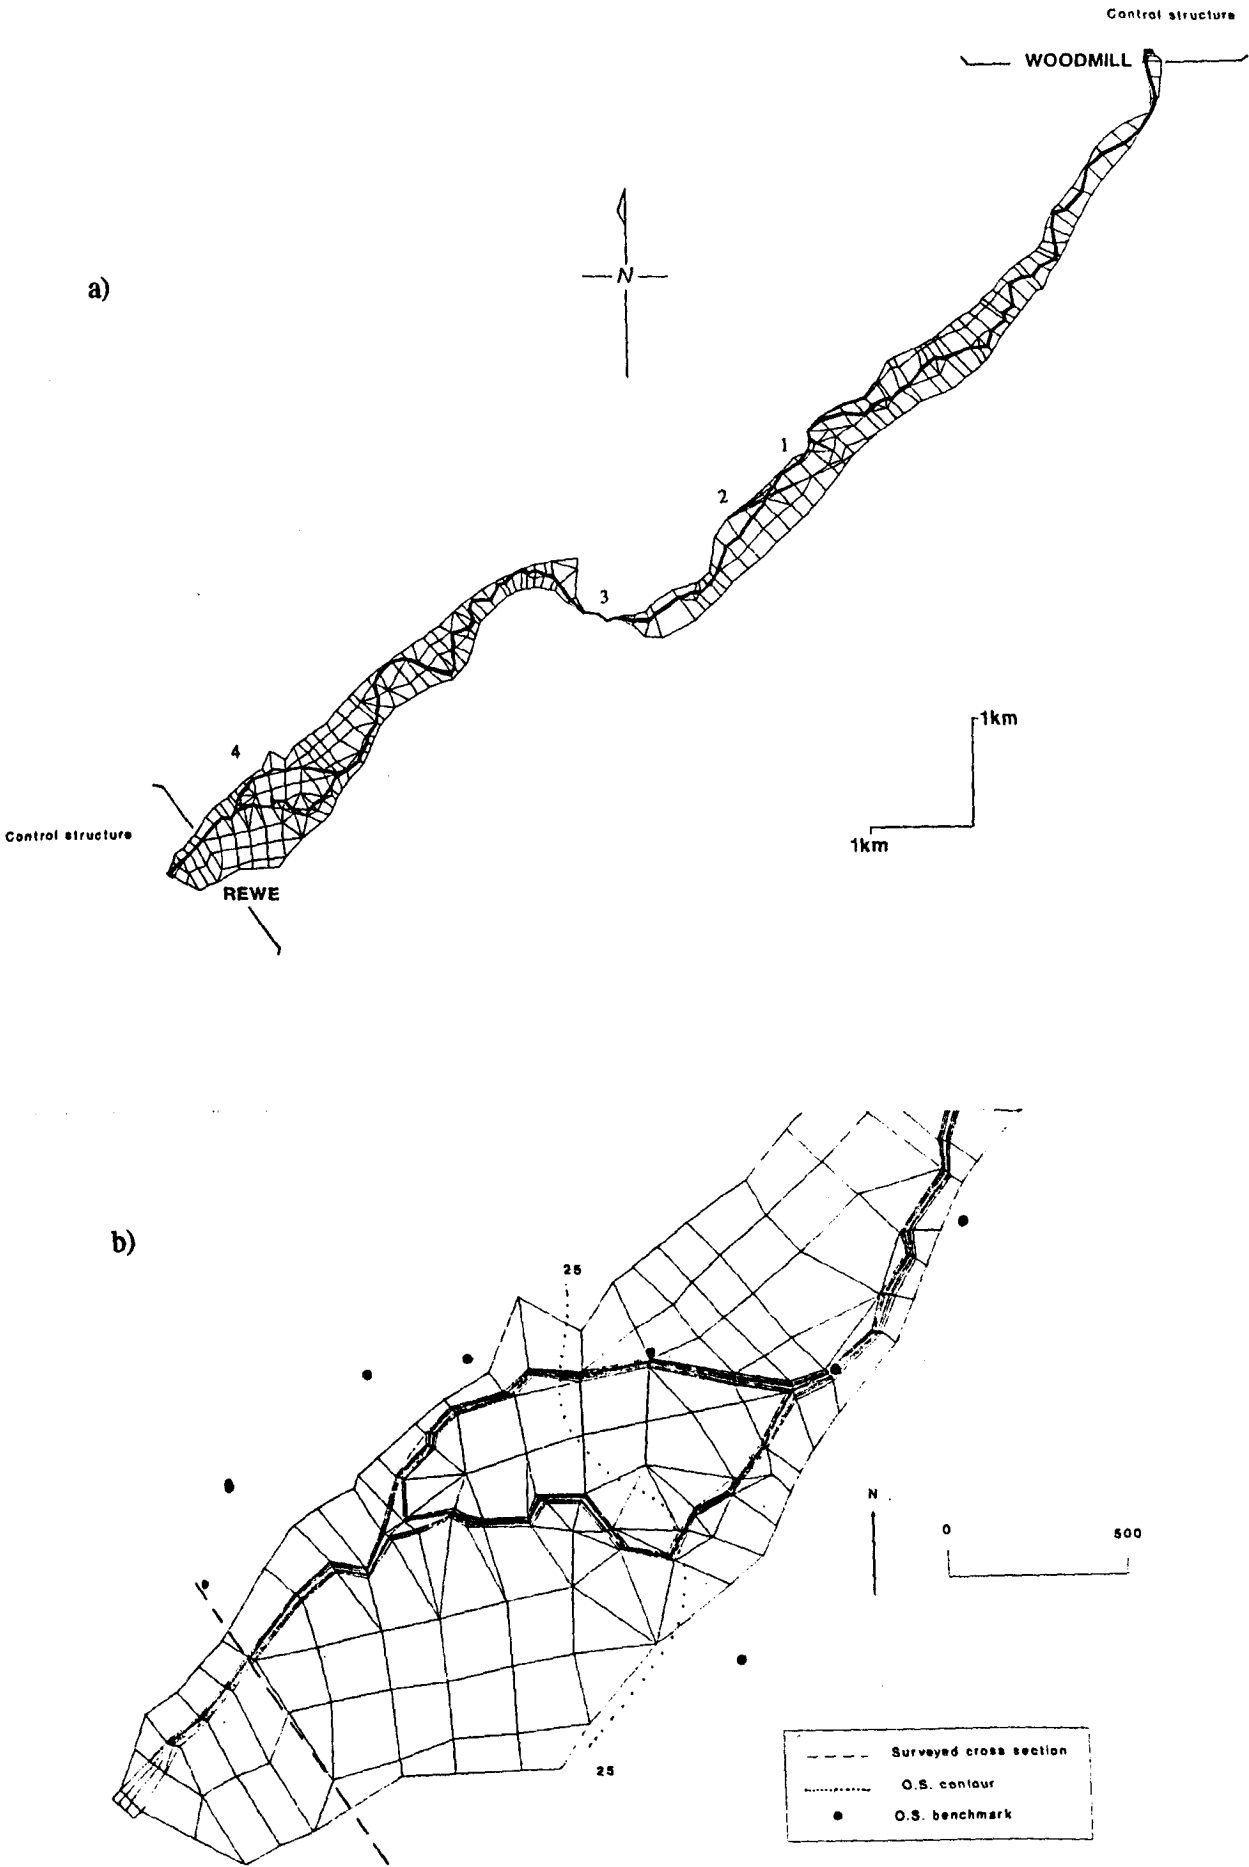 Control structure
WOODMILL
N
a)
1
2
3
4
1km
1km
Control structure
REWE
b)
25
N
0
500
25
Surveyed cross section
O.S. contour
O.S. benchmark